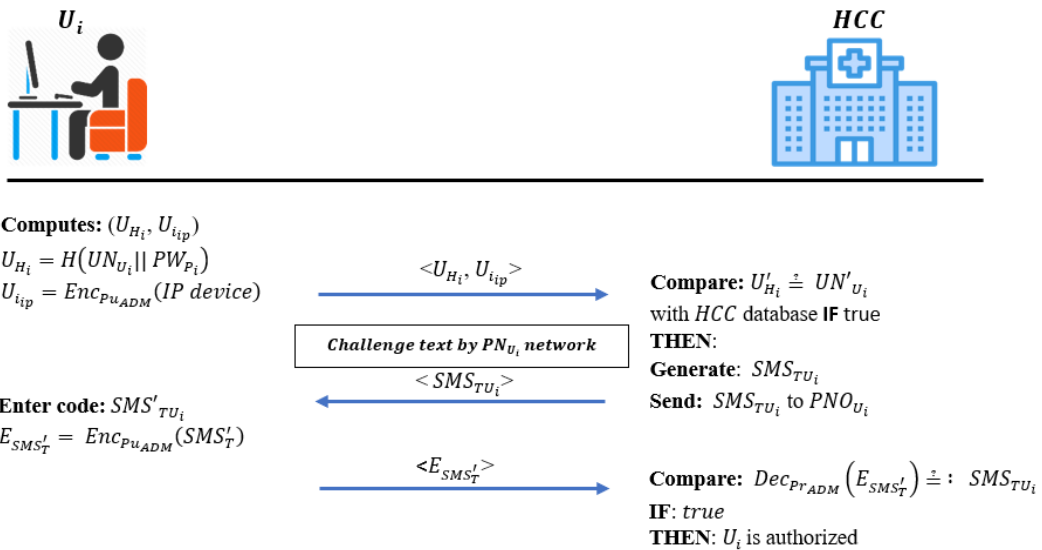 U_i
HCC
Computes: (U_{H_i}, U_{i_{ip}})
U_{H_i} = H(UN_{U_i}|| PW_{P_i})
U_{i_{ip}} = Enc_{Pu_{ADM}}(IP device)
<U_{H_i}, U_{i_{ip}}>
Compare: U'_{H_i} ≟ UN'_{U_i}
with HCC database IF true
THEN:
Generate: SMS_{TU_i}
Send: SMS_{TU_i} to PNO_{U_i}
Challenge text by PN_{U_i} network
< SMS_{TU_i}>
Enter code: SMS'_{TU_i}
E_{SMS'_T} = Enc_{Pu_{ADM}}(SMS'_T)
<E_{SMS'_T}>
Compare: Dec_{Pr_{ADM}}(E_{SMS'_T}) ≟ : SMS_{TU_i}
IF: true
THEN: U_i is authorized